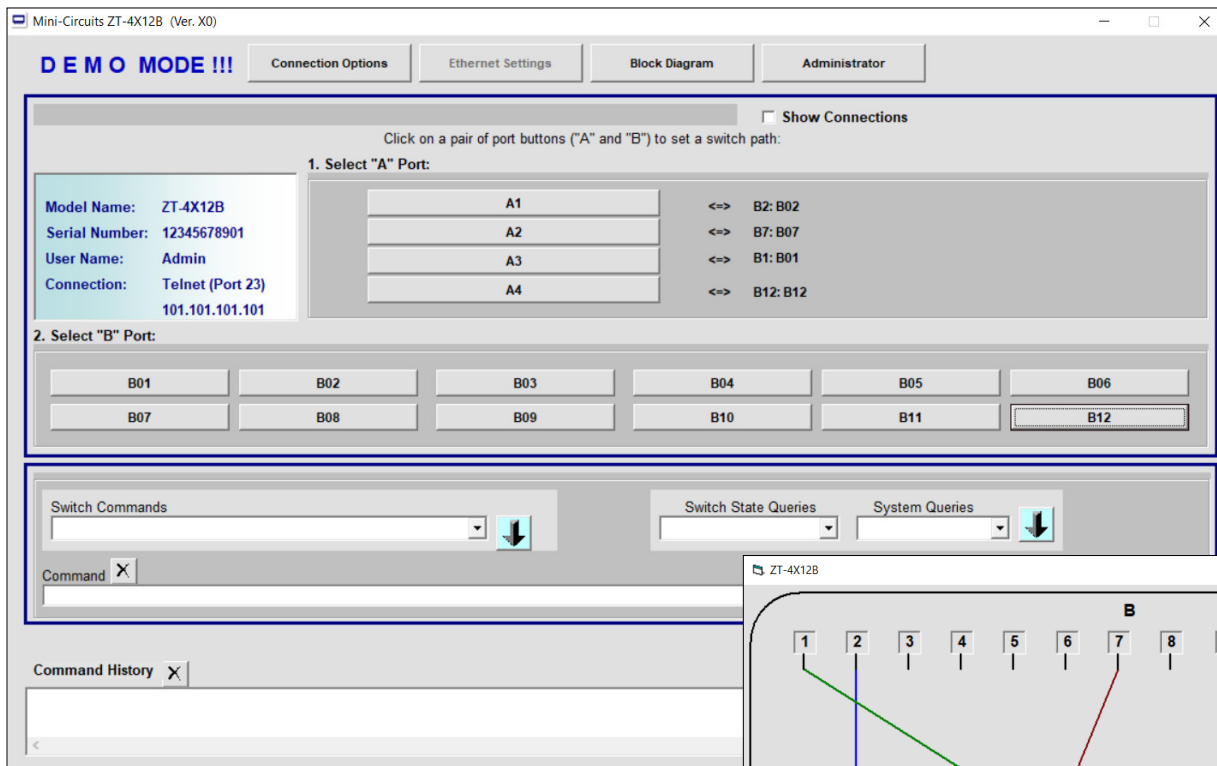 Mini-Circuits ZT-4X12B (Ver. X0)
D E M O MODE !!!
Connection Options
Ethernet Settings
Block Diagram
Administrator
Show Connections
Click on a pair of port buttons ("A" and "B") to set a switch path:
1. Select "A" Port:
Model Name: ZT-4X12B
Serial Number: 12345678901
User Name: Admin
Connection: Telnet (Port 23)
101.101.101.101
A1 <=> B2: B02
A2 <=> B7: B07
A3 <=> B1: B01
A4 <=> B12: B12
2. Select "B" Port:
B01 B02 B03 B04 B05 B06
B07 B08 B09 B10 B11 B12
Switch Commands
Switch State Queries
System Queries
Command
Command History
ZT-4X12B
B
1 2 3 4 5 6 7 8